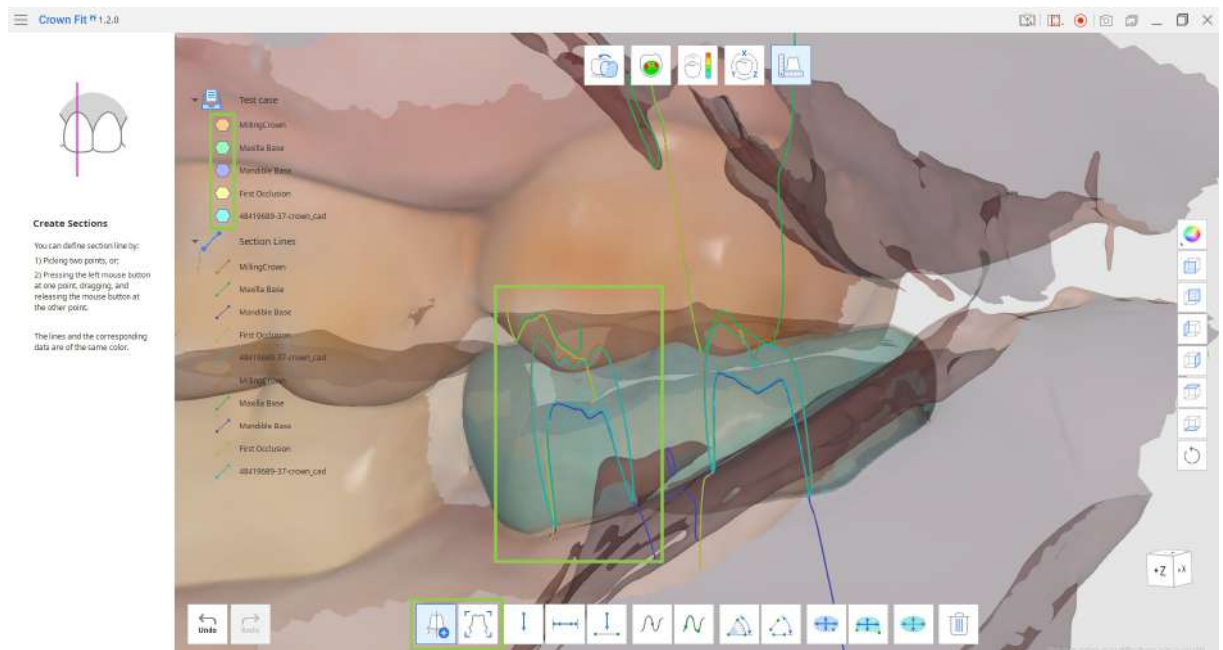 Crown Fit 1.2.0
Create Sections
You can define section line by:
1) Picking two points, or;
2) Pressing the left mouse button
at one point, dragging, and
releasing the mouse button at
the other point.
The lines and the corresponding
data are of the same color.
Test case
MillingCrown
Maxilla Base
Mandible Base
First Occlusion
48419689-37-crown_cad
Section Lines
MillingCrown
Maxilla Base
Mandible Base
First Occlusion
48419689-37-crown_cad
MillingCrown
Maxilla Base
Mandible Base
First Occlusion
48419689-37-crown_cad
X
Y
Z
+Z
+X
Undo
Redo